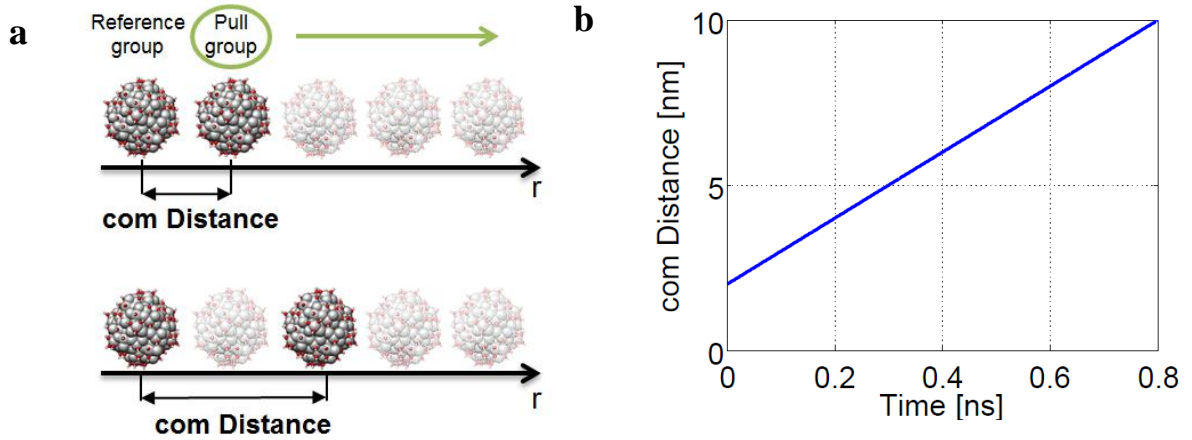 a
Reference
group
Pull
group
r
com Distance
r
com Distance
b
com Distance [nm]
10
5
0
0 0.2 0.4 0.6 0.8
Time [ns]